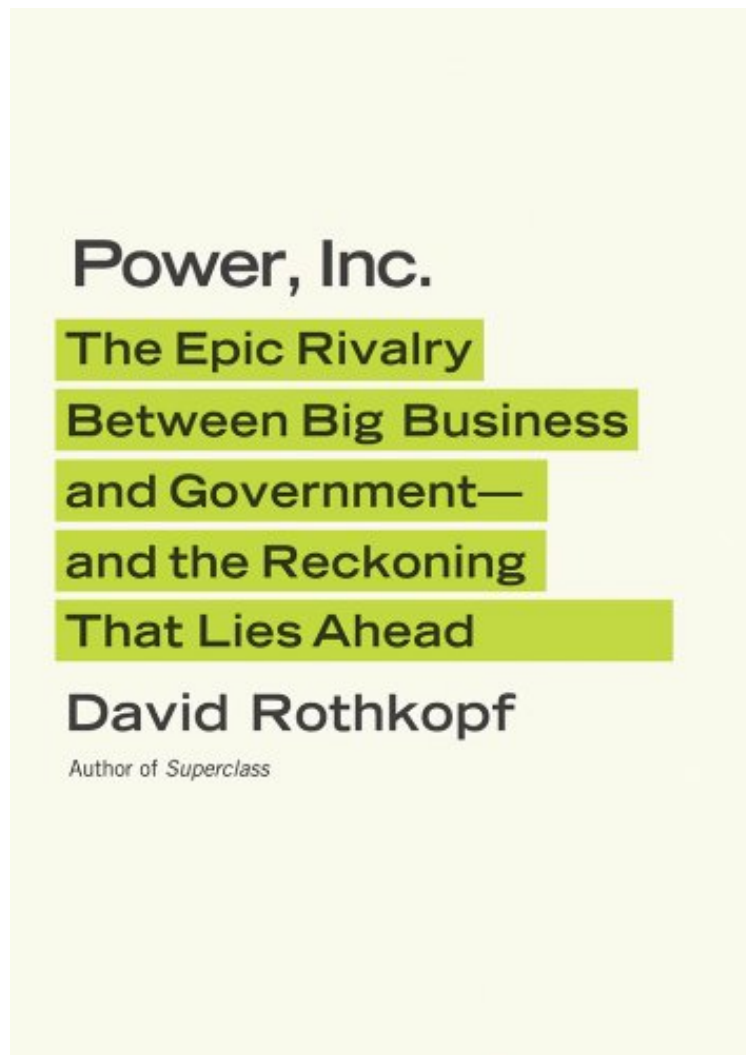 Power, Inc.
The Epic Rivalry
Between Big Business
and Government—
and the Reckoning
That Lies Ahead
David Rothkopf
Author of Superclass